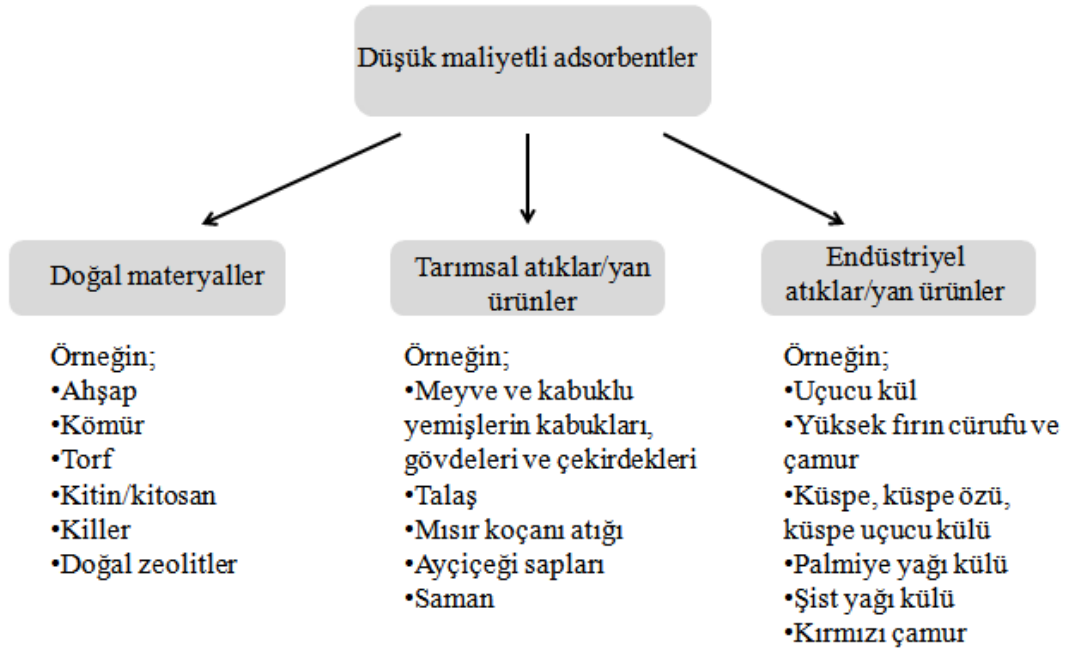 Düşük maliyetli adsorbentler
Doğal materyaller
Örneğin;
•Ahşap
•Kömür
•Torf
•Kitin/kitosan
•Killer
•Doğal zeolitler
Tarımsal atıklar/yan
ürünler
Örneğin;
•Meyve ve kabuklu
yemişlerin kabukları,
gövdeleri ve çekirdekleri
•Talaş
•Mısır koçanı atığı
•Ayçiçeği sapları
•Saman
Endüstriyel
atıklar/yan ürünler
Örneğin;
•Uçucu kül
•Yüksek fırın cürufu ve
çamur
•Küspe, küspe özü,
küspe uçucu külü
•Palmiye yağı külü
•Şist yağı külü
•Kırmızı çamur